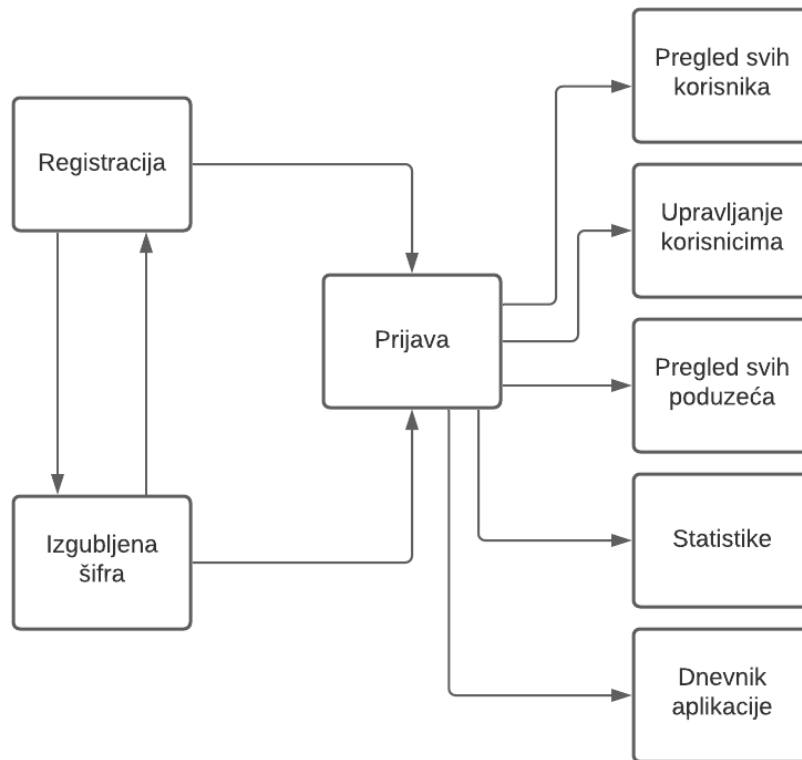 Registracija
Izgubljena
šifra
Prijava
Pregled svih
korisnika
Upravljanje
korisnicima
Pregled svih
poduzeća
Statistike
Dnevnik
aplikacije